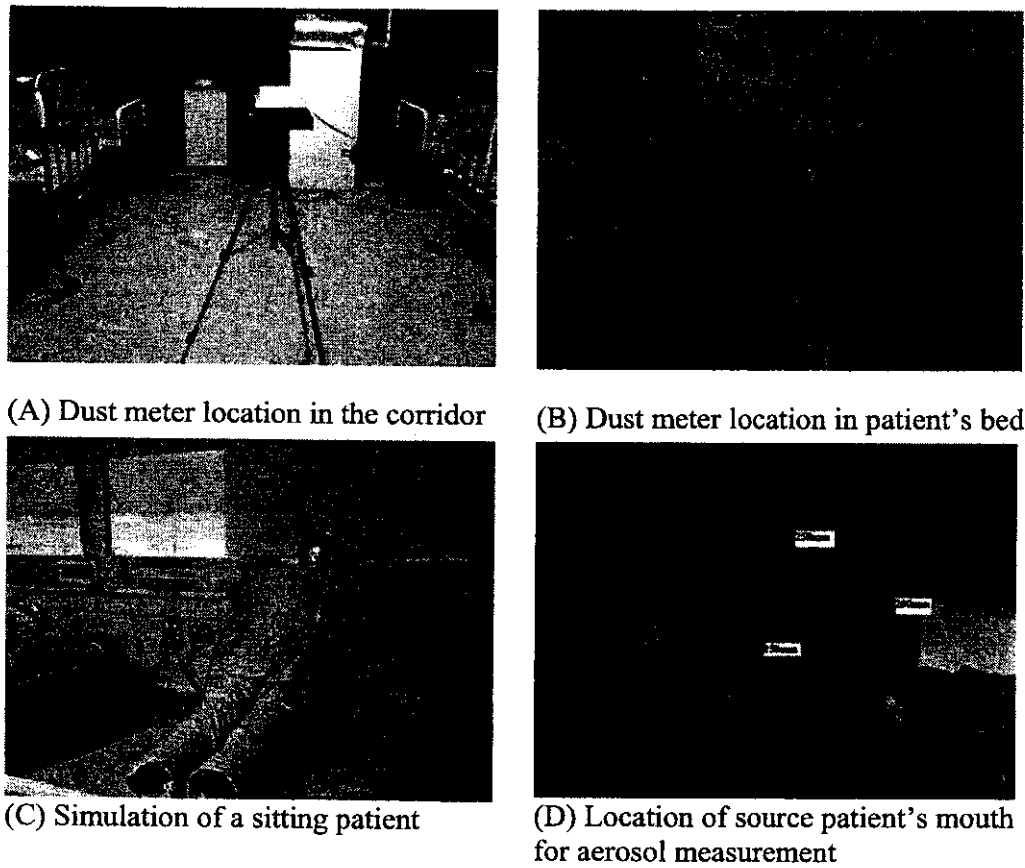 (A) Dust meter location in the corridor
(B) Dust meter location in patient's bed
(C) Simulation of a sitting patient
(D) Location of source patient's mouth
for aerosol measurement